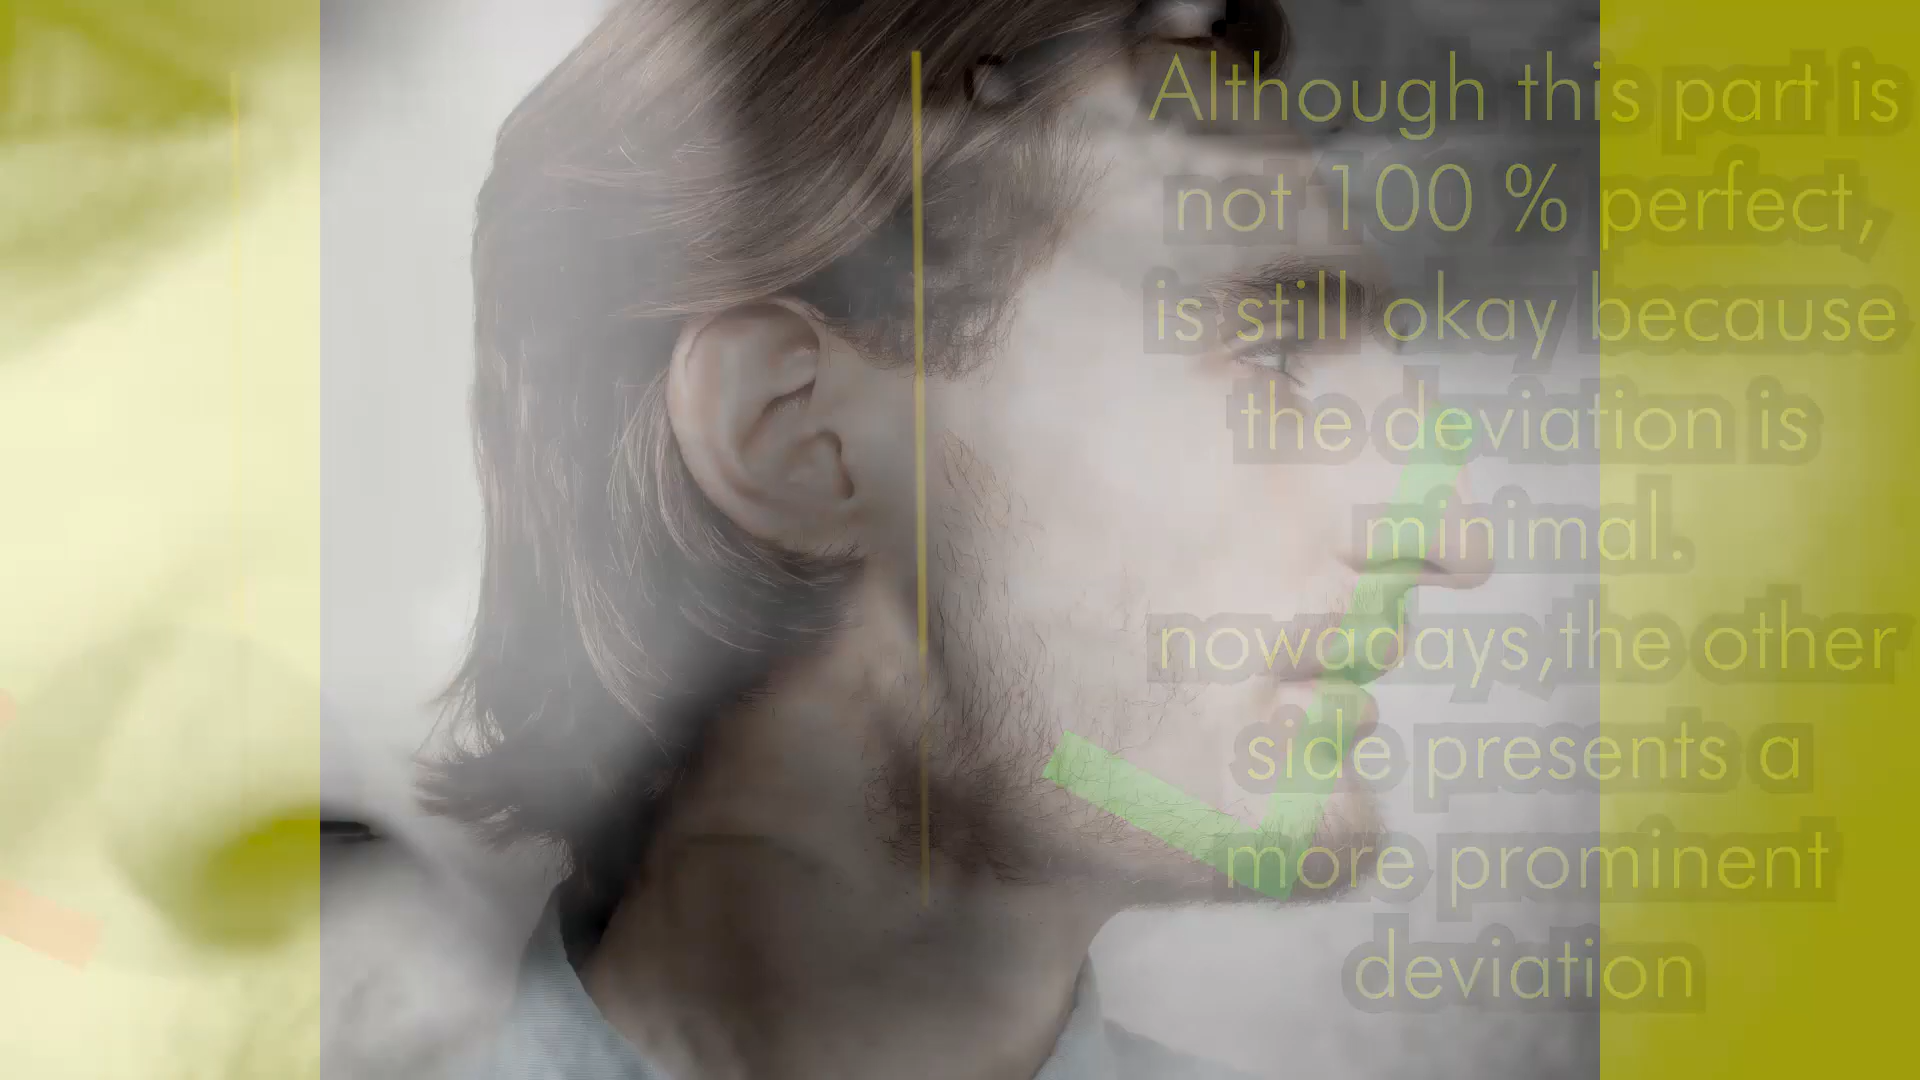 Although this part is
not 100 % perfect,
is still okay because
the deviation is
minimal.
nowadays,the other
side presents a
more prominent
deviation